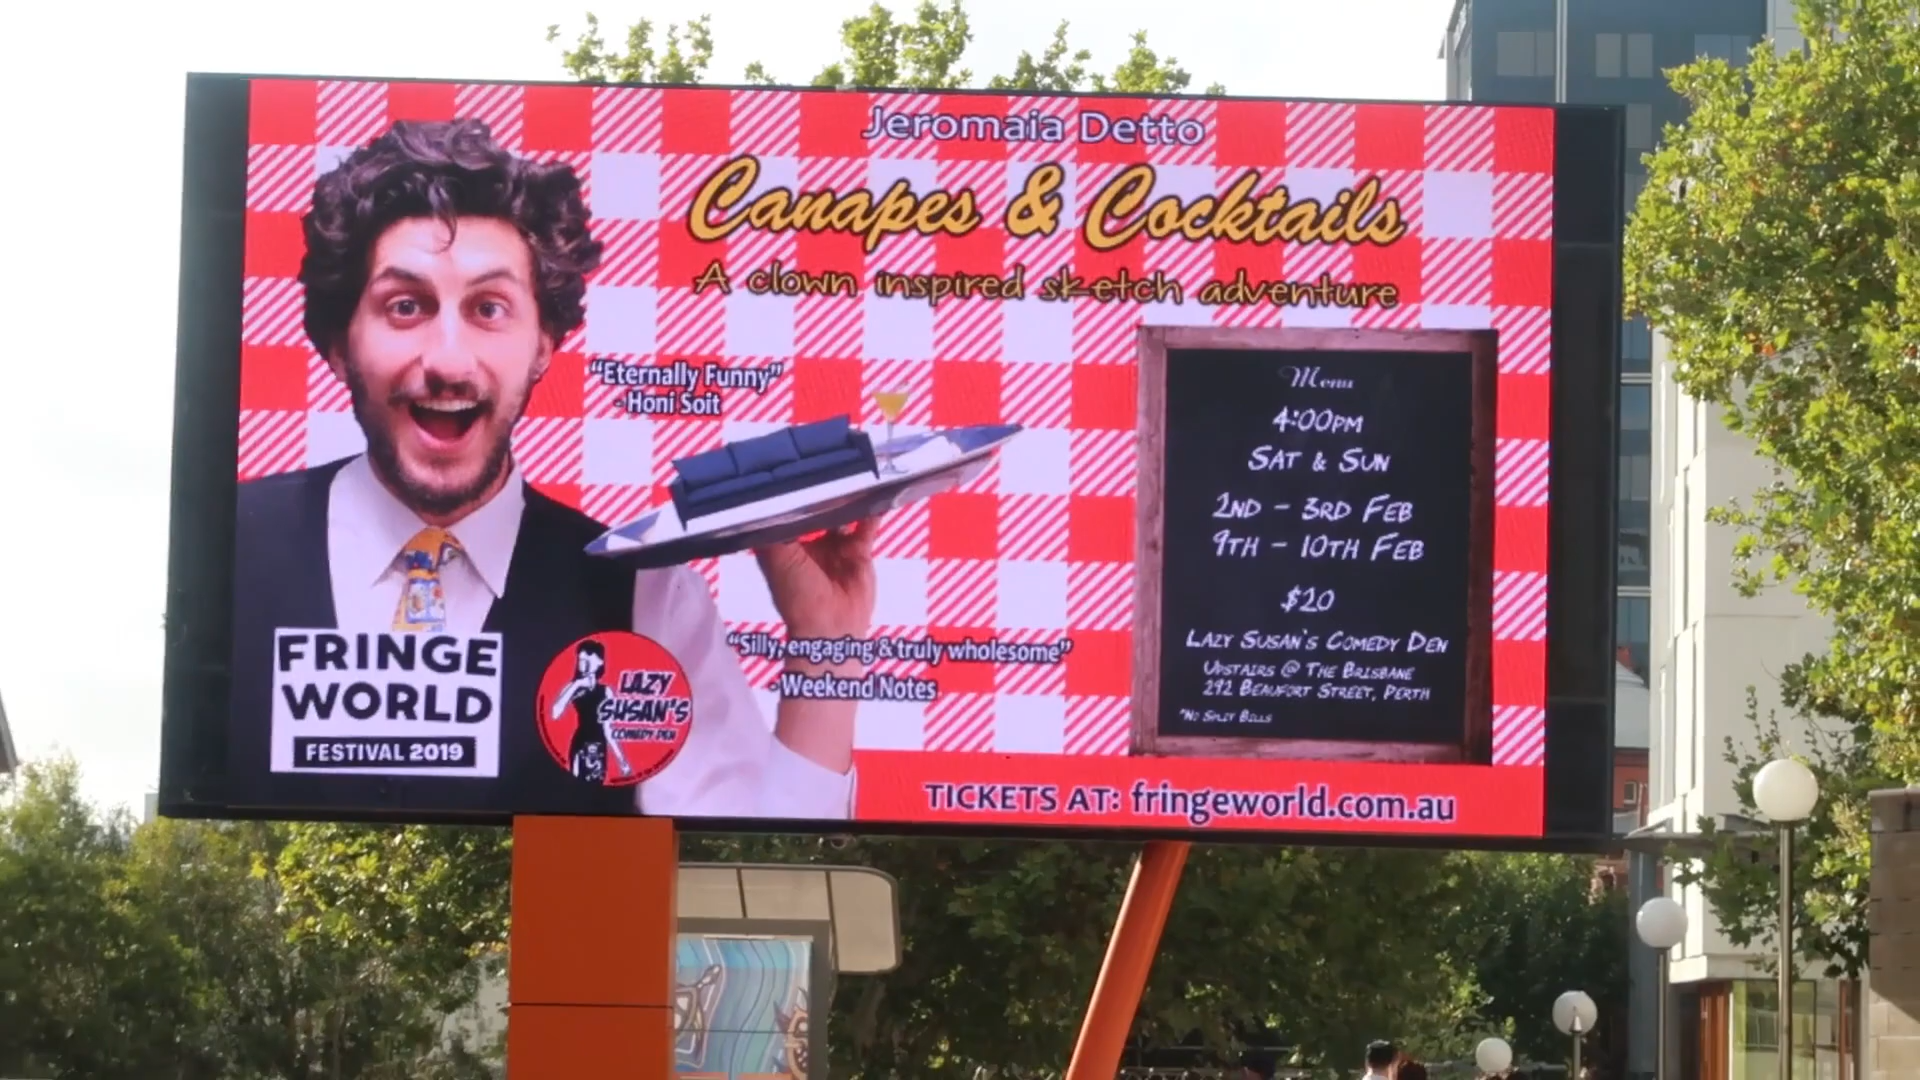 Jeromaia Detto
Canapes & Cocktails
A clown inspired sketch adventure
“Eternally Funny”
- Honi Soit
Menu
4:00PM
SAT & SUN
2ND - 3RD FEB
9TH - 10TH FEB
$20
LAZY SUSAN'S COMEDY DEN
UPSTAIRS @ THE BRISBANE
292 BEAUFORT STREET, PERTH
*NO SPLIT BILLS
“Silly, engaging & truly wholesome”
- Weekend Notes
FRINGE
WORLD
FESTIVAL 2019
LAZY
SUSAN'S
COMEDY DEN
TICKETS AT: fringeworld.com.au